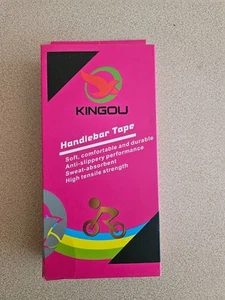 KINGOU
Handlebar Tape
Soft, comfortable and durable
Anti-slippery performance
Sweat-absorbent
High tensile strength